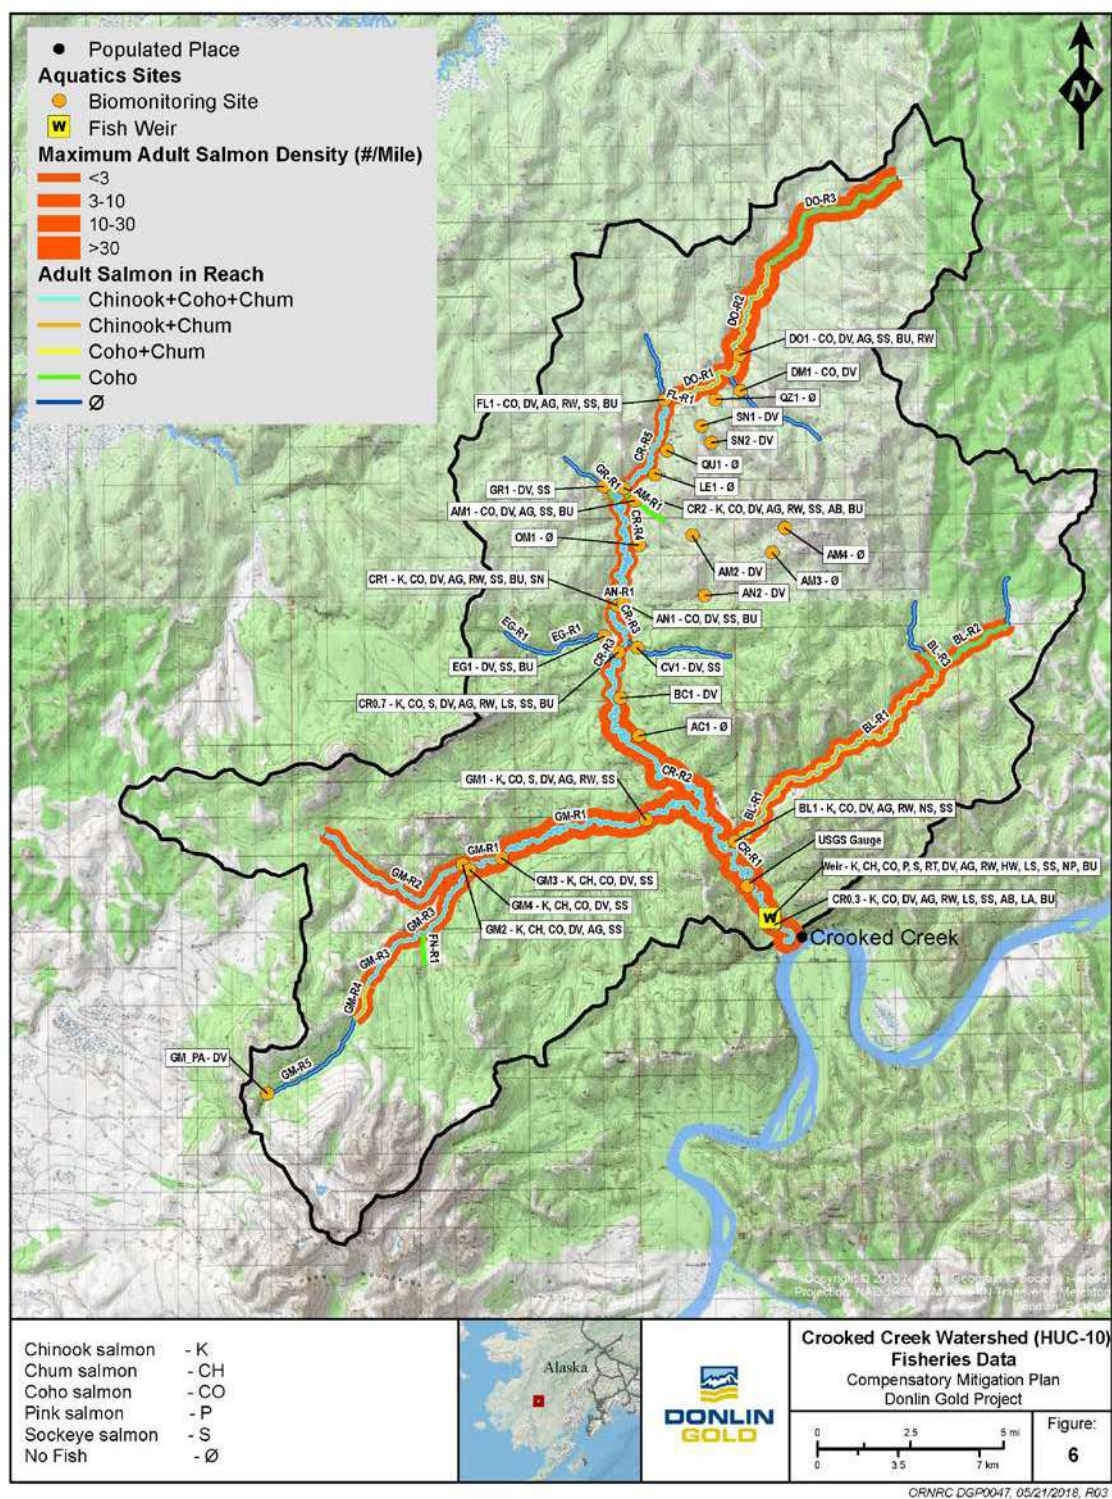 Populated Place
Aquatics Sites
Biomonitoring Site
W Fish Weir
Maximum Adult Salmon Density (#/Mile)
<3
3-10
10-30
>30
Adult Salmon in Reach
Chinook+Coho+Chum
Chinook+Chum
Coho+Chum
Coho
Ø
N
DO-R3
DO-R2
DO1 - CO, DV, AG, SS, BU, RW
DO-R1
DM1 - CO, DV
FL-R1
QZ1 - Ø
FL1 - CO, DV, AG, RW, SS, BU
SN1 - DV
SN2 - DV
CR-R5
QU1 - Ø
GR-R1
LE1 - Ø
GR1 - DV, SS
AM-R1
CR2 - K, CO, DV, AG, RW, SS, AB, BU
AM1 - CO, DV, AG, SS, BU
CR-R4
OM1 - Ø
AM4 - Ø
AM2 - DV
AM3 - Ø
CR1 - K, CO, DV, AG, RW, SS, BU, SN
AN-R1
AN2 - DV
CR-R3
AN1 - CO, DV, SS, BU
EG-R1
EG-R1
BL-R2
BL-R3
CR-R3
EG1 - DV, SS, BU
CV1 - DV, SS
CR0.7 - K, CO, S, DV, AG, RW, LS, SS, BU
BC1 - DV
BL-R1
AC1 - Ø
CR-R2
GM1 - K, CO, S, DV, AG, RW, SS
BL-R1
BL1 - K, CO, DV, AG, RW, NS, SS
GM-R1
USGS Gauge
GM-R1
CR-R1
Weir - K, CH, CO, P, S, RT, DV, AG, RW, HW, LS, SS, NP, BU
GM-R2
GM3 - K, CH, CO, DV, SS
CR0.3 - K, CO, DV, AG, RW, LS, SS, AB, LA, BU
GM4 - K, CH, CO, DV, SS
W
GM-R3
GM2 - K, CH, CO, DV, AG, SS
Crooked Creek
FN-R1
GM-R3
GM-R4
GM_PA - DV
GM-R5
Chinook salmon - K
Chum salmon - CH
Coho salmon - CO
Pink salmon - P
Sockeye salmon - S
No Fish - Ø
Alaska
DONLIN
GOLD
Crooked Creek Watershed (HUC-10)
Fisheries Data
Compensatory Mitigation Plan
Donlin Gold Project
0 2.5 5 mi
0 3.5 7 km
Figure:
6
ORNRC DGP0047, 05/21/2018, R03